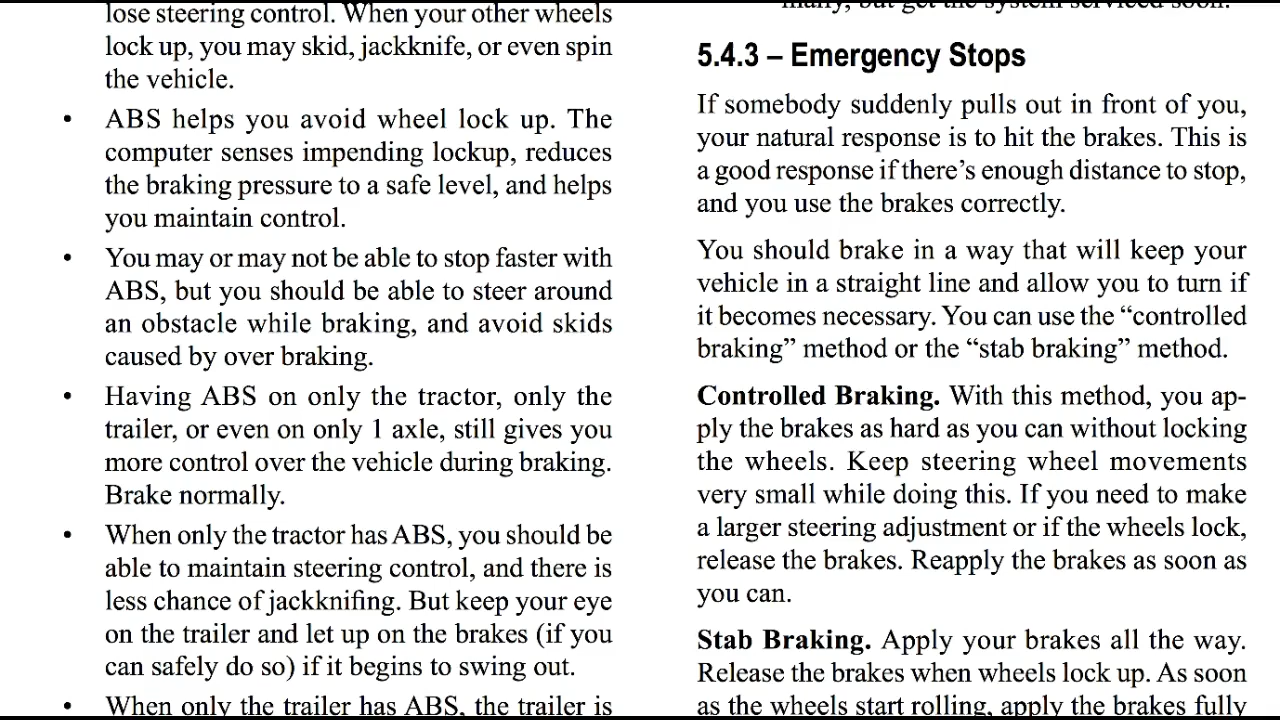 lose steering control. When your other wheels
lock up, you may skid, jackknife, or even spin
the vehicle.
• ABS helps you avoid wheel lock up. The
computer senses impending lockup, reduces
the braking pressure to a safe level, and helps
you maintain control.
• You may or may not be able to stop faster with
ABS, but you should be able to steer around
an obstacle while braking, and avoid skids
caused by over braking.
• Having ABS on only the tractor, only the
trailer, or even on only 1 axle, still gives you
more control over the vehicle during braking.
Brake normally.
• When only the tractor has ABS, you should be
able to maintain steering control, and there is
less chance of jackknifing. But keep your eye
on the trailer and let up on the brakes (if you
can safely do so) if it begins to swing out.
• When only the trailer has ABS, the trailer is
mally, but get the system serviced soon.
5.4.3 – Emergency Stops
If somebody suddenly pulls out in front of you,
your natural response is to hit the brakes. This is
a good response if there’s enough distance to stop,
and you use the brakes correctly.
You should brake in a way that will keep your
vehicle in a straight line and allow you to turn if
it becomes necessary. You can use the “controlled
braking” method or the “stab braking” method.
Controlled Braking. With this method, you ap-
ply the brakes as hard as you can without locking
the wheels. Keep steering wheel movements
very small while doing this. If you need to make
a larger steering adjustment or if the wheels lock,
release the brakes. Reapply the brakes as soon as
you can.
Stab Braking. Apply your brakes all the way.
Release the brakes when wheels lock up. As soon
as the wheels start rolling, apply the brakes fully